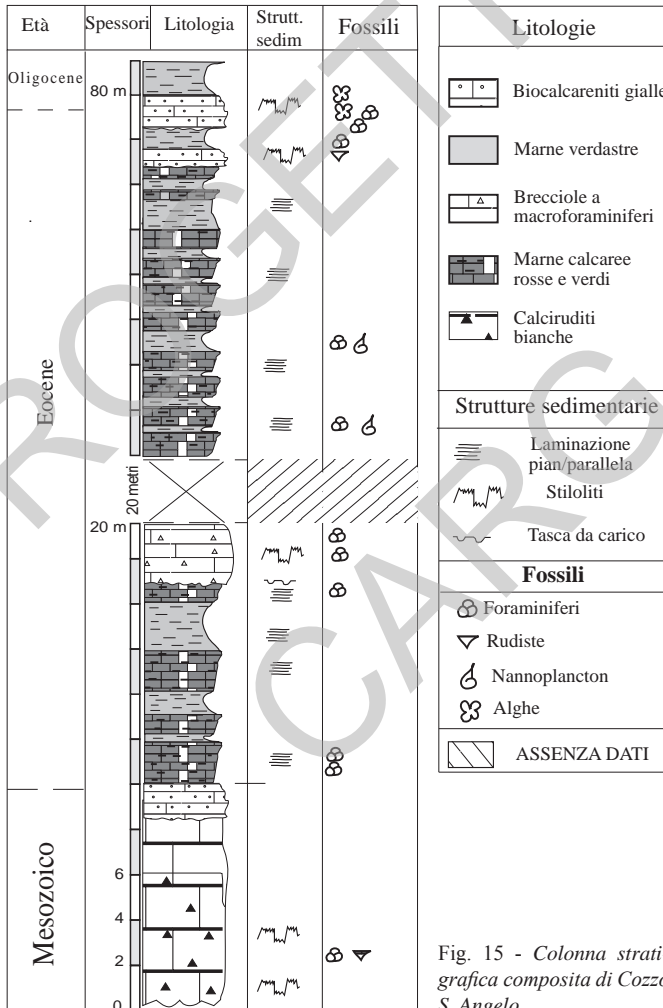 Età
Spessori
Litologia
Strutt.
sedim
Fossili
Oligocene
80 m
Eocene
20 metri
20 m
Mesozoico
6
4
2
0
Litologie
Biocalcareniti gialle
Marne verdastre
Brecciole a
macroforaminiferi
Marne calcaree
rosse e verdi
Calciruditi
bianche
Strutture sedimentarie
Laminazione
pian/parallela
Stiloliti
Tasca da carico
Fossili
Foraminiferi
Rudiste
Nannoplancton
Alghe
ASSENZA DATI
Fig. 15 - Colonna strati-
grafica composita di Cozzo
S. Angelo
ROGET
CARG